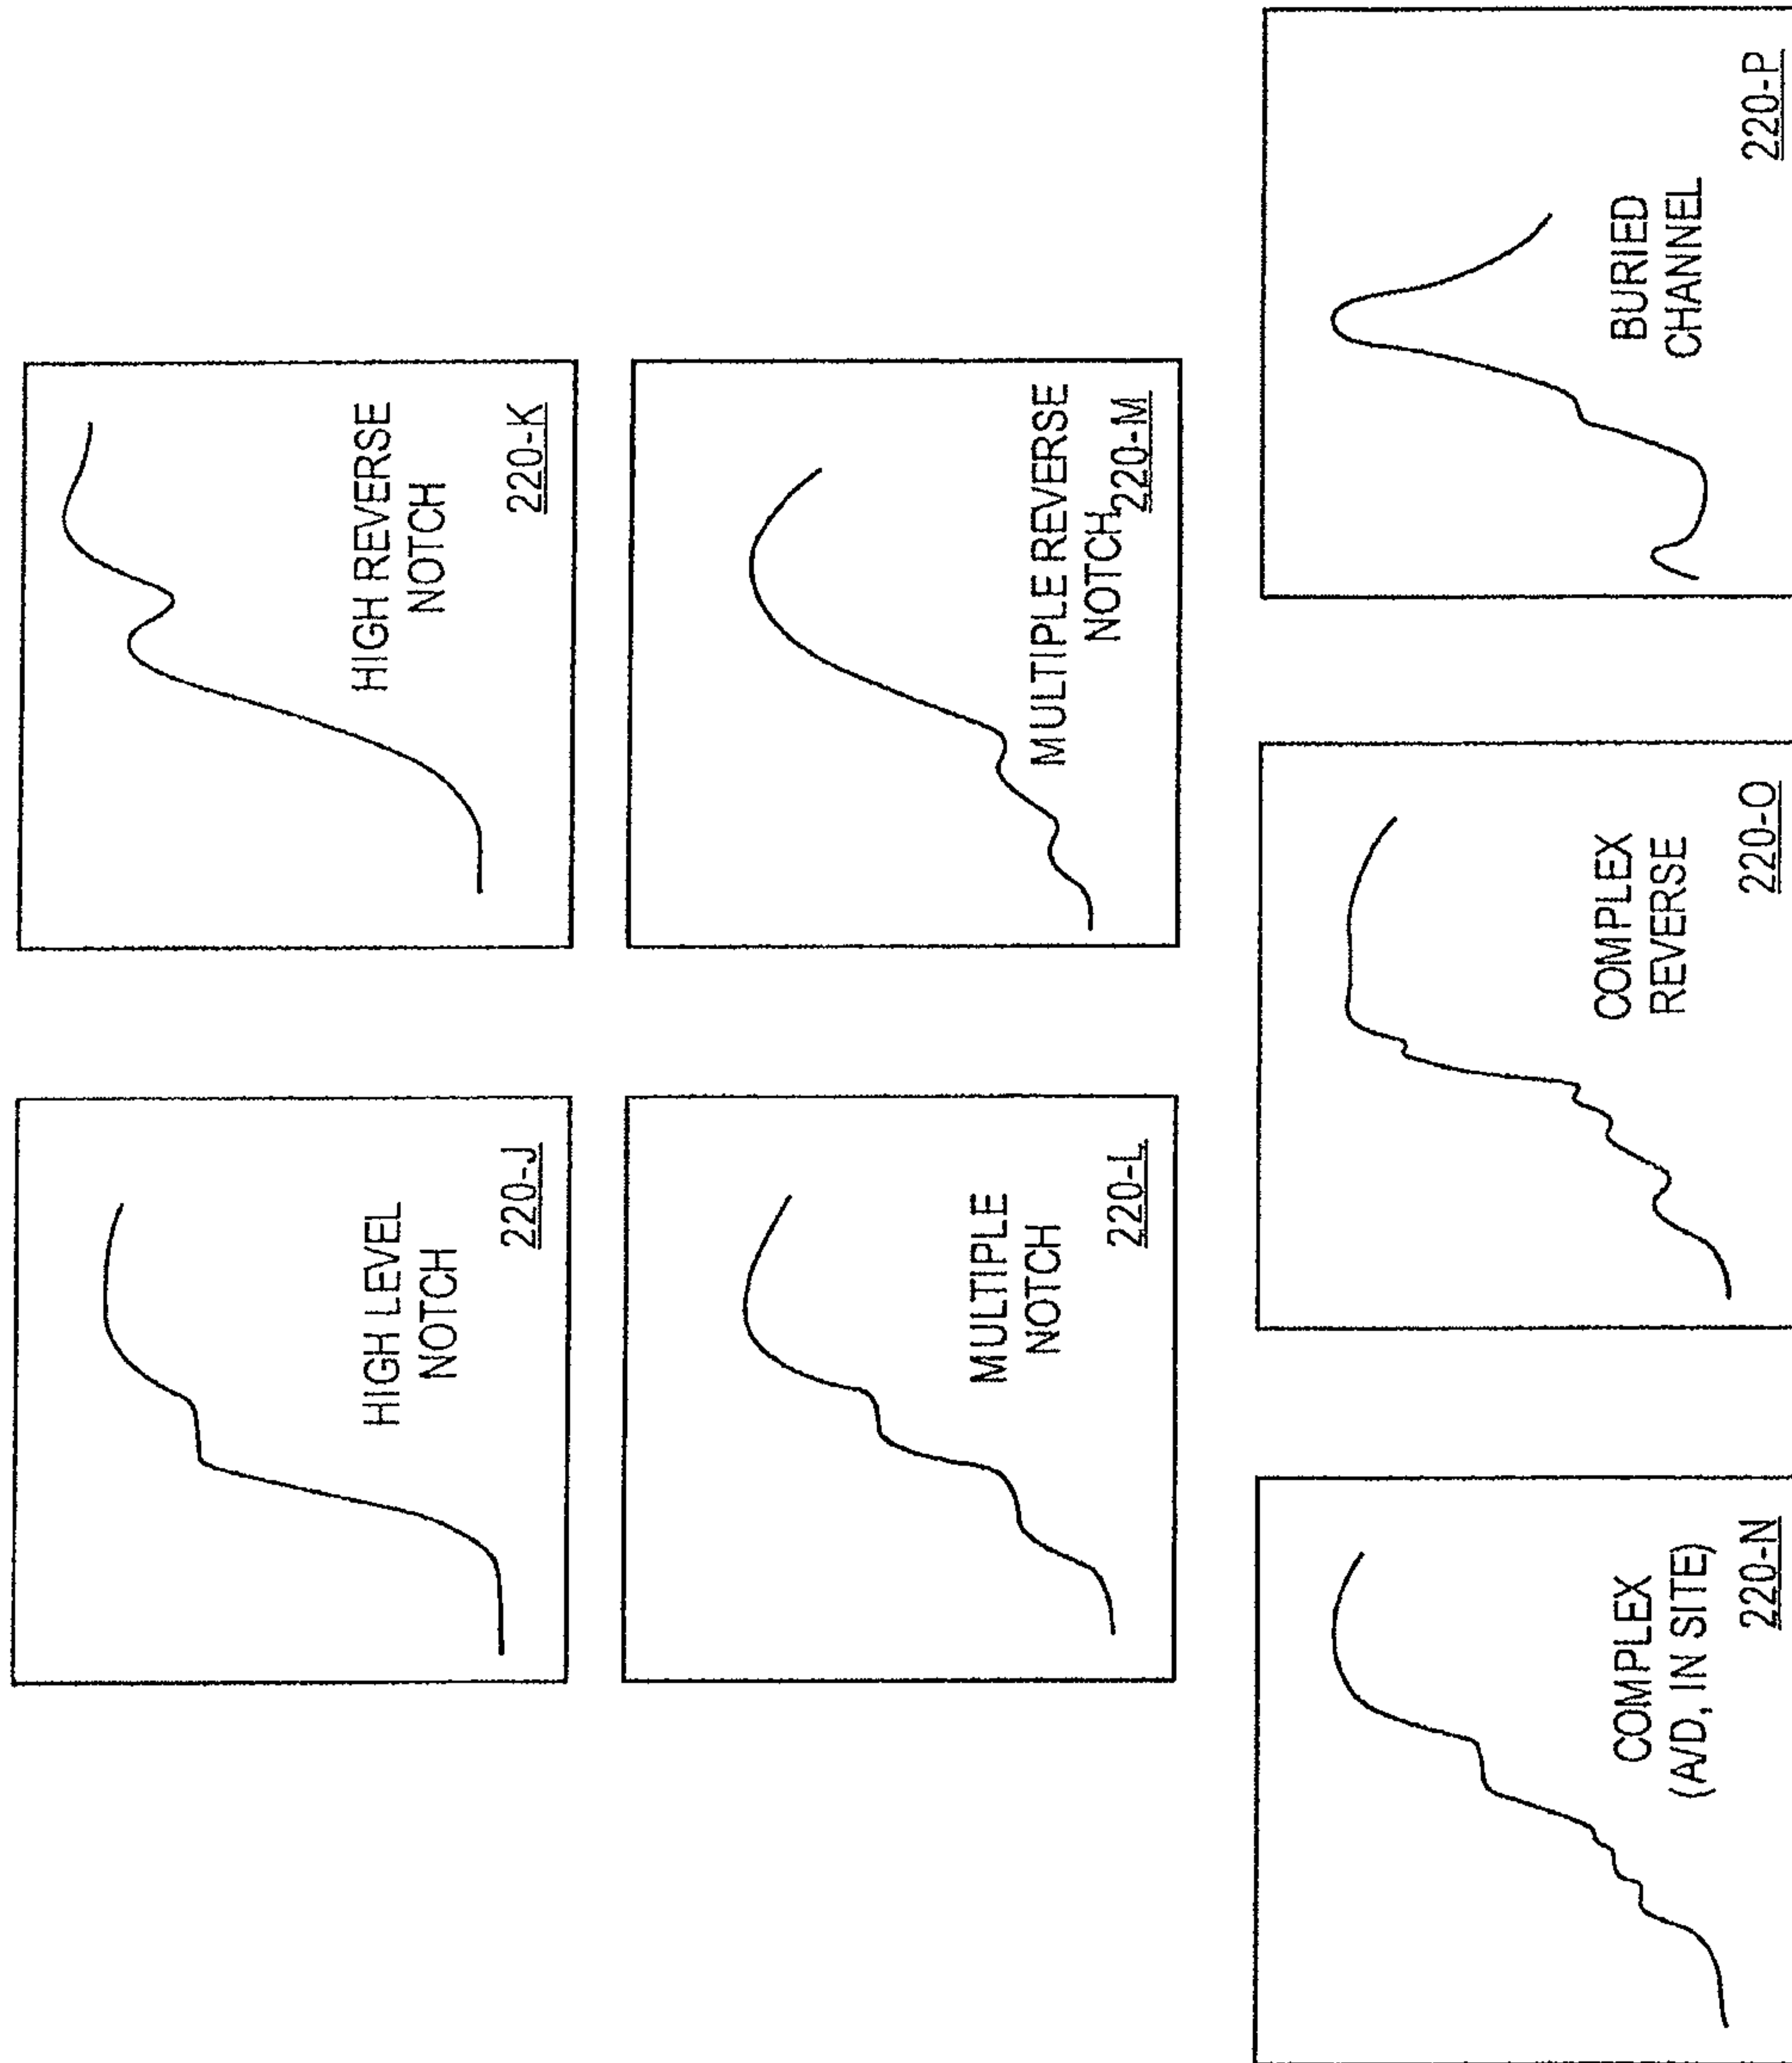 HIGH LEVEL
NOTCH
220-J
HIGH REVERSE
NOTCH
220-K
MULTIPLE
NOTCH
220-L
MULTIPLE REVERSE
NOTCH
220-M
COMPLEX
(A/D, IN SITE)
220-N
COMPLEX
REVERSE
220-O
BURIED
CHANNEL
220-P